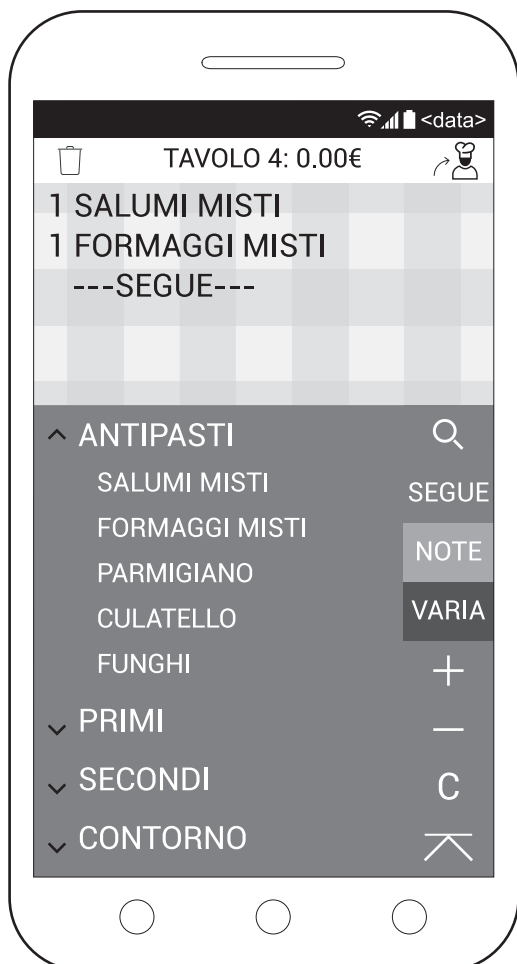 <data>
TAVOLO 4: 0.00€
1 SALUMI MISTI
1 FORMAGGI MISTI
---SEGUE---
ANTIPASTI
SALUMI MISTI
FORMAGGI MISTI
PARMIGIANO
CULATELLO
FUNGHI
PRIMI
SECONDI
CONTORNO
SEGUE
NOTE
VARIA
+
−
C